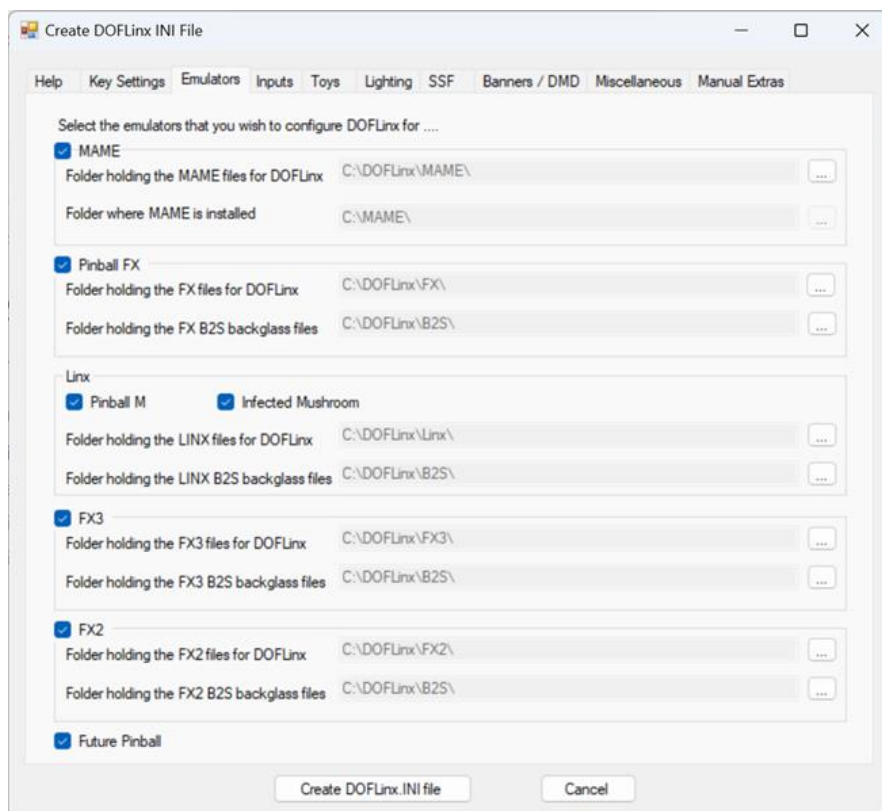 Create DOFLinx INI File
Help Key Settings Emulators Inputs Toys Lighting SSF Banners / DMD Miscellaneous Manual Extras
Select the emulators that you wish to configure DOFLinx for ....
MAME
Folder holding the MAME files for DOFLinx C:\DOFLinx\MAME\ ...
Folder where MAME is installed C:\MAME\ ...
Pinball FX
Folder holding the FX files for DOFLinx C:\DOFLinx\FX\ ...
Folder holding the FX B2S backglass files C:\DOFLinx\B2S\ ...
Linx
Pinball M Infected Mushroom
Folder holding the LINX files for DOFLinx C:\DOFLinx\Linx\ ...
Folder holding the LINX B2S backglass files C:\DOFLinx\B2S\ ...
FX3
Folder holding the FX3 files for DOFLinx C:\DOFLinx\FX3\ ...
Folder holding the FX3 B2S backglass files C:\DOFLinx\B2S\ ...
FX2
Folder holding the FX2 files for DOFLinx C:\DOFLinx\FX2\ ...
Folder holding the FX2 B2S backglass files C:\DOFLinx\B2S\ ...
Future Pinball
Create DOFLinx.INI file Cancel